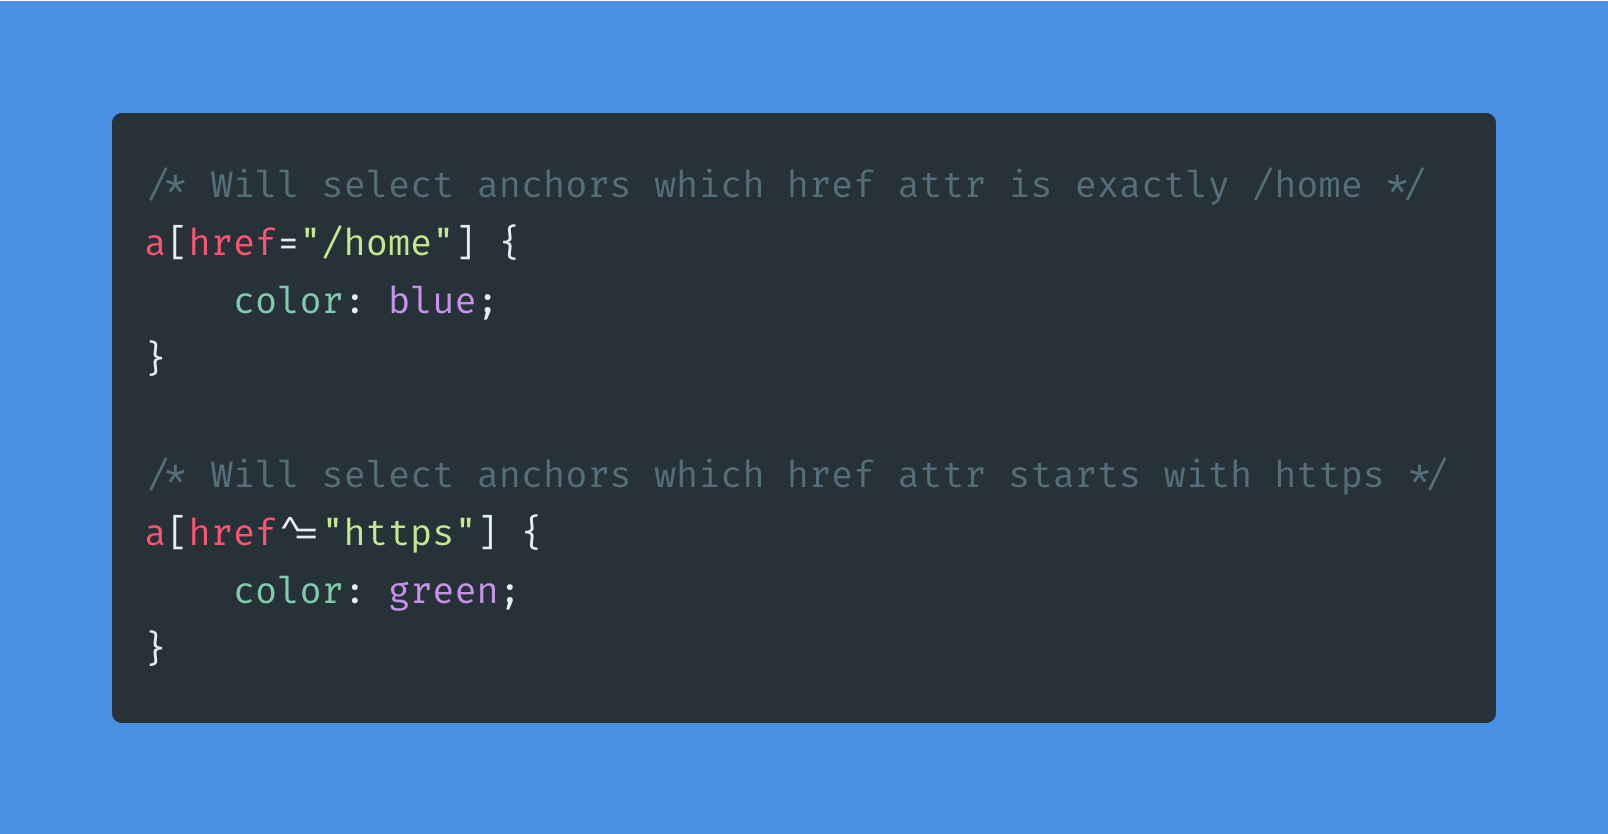 /* Will select anchors which href attr is exactly /home */
a[href="/home"] {
    color: blue;
}
/* Will select anchors which href attr starts with https */
a[href^="https"] {
    color: green;
}